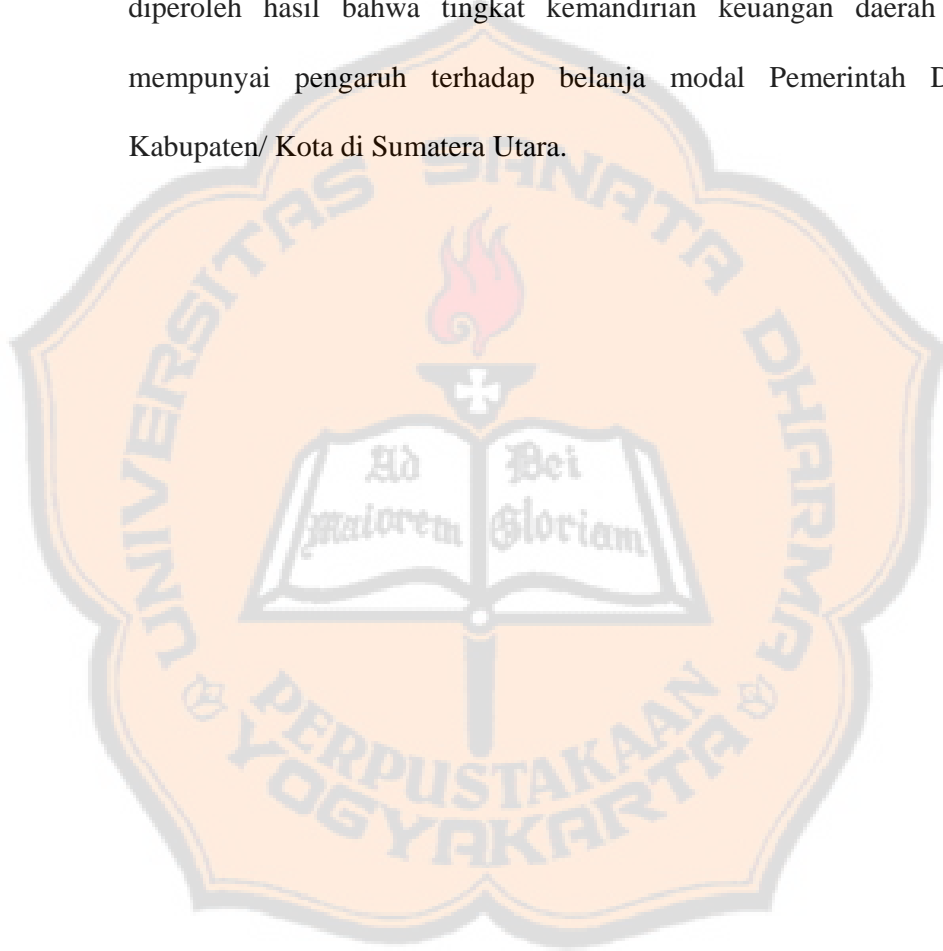 diperoleh hasil bahwa tingkat kemandirian keuangan daerah
mempunyai pengaruh terhadap belanja modal Pemerintah D
Kabupaten/ Kota di Sumatera Utara.
UNIVERSITAS SANATA DHARMA
Ad Dei
maiorem Gloriam
PERPUSTAKAAN
YOGYAKARTA